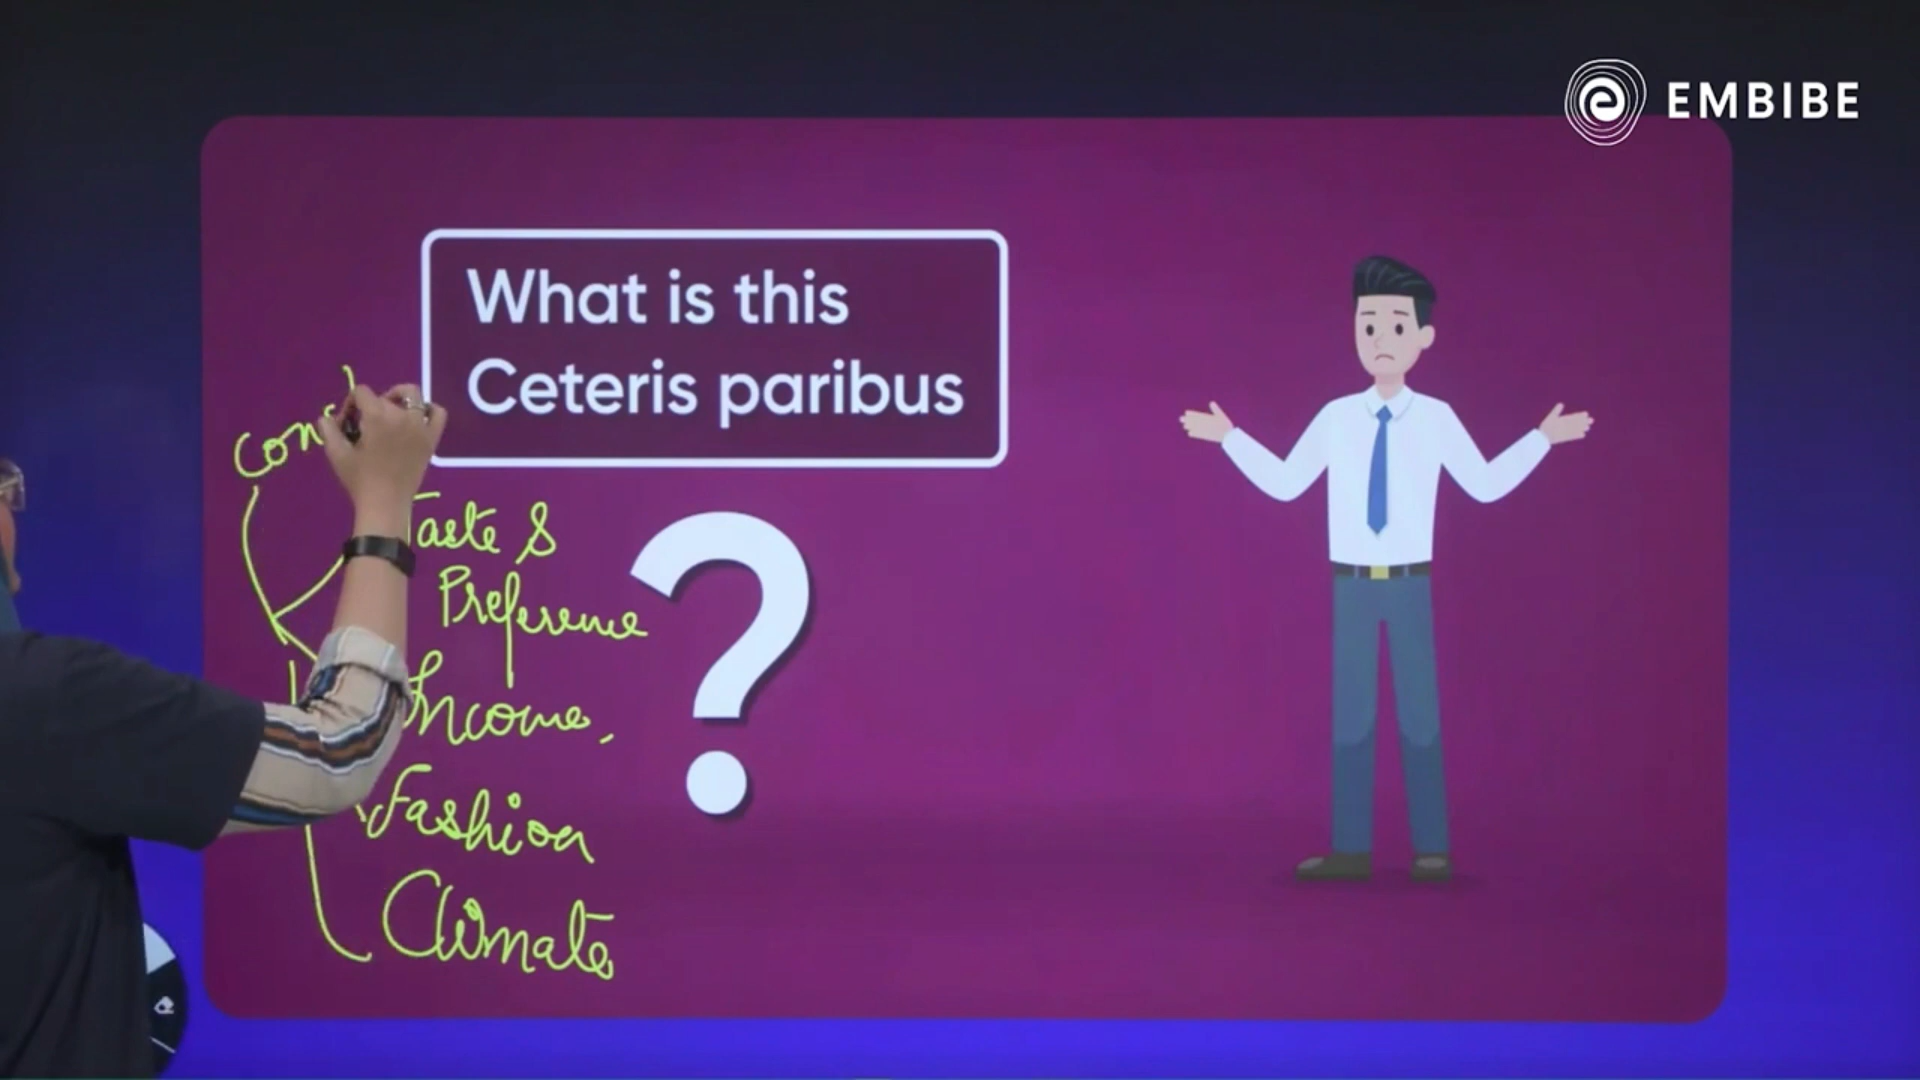 EMBIBE
What is this
Ceteris paribus
?
Taste &
Preference
Income,
Fashion
Climate